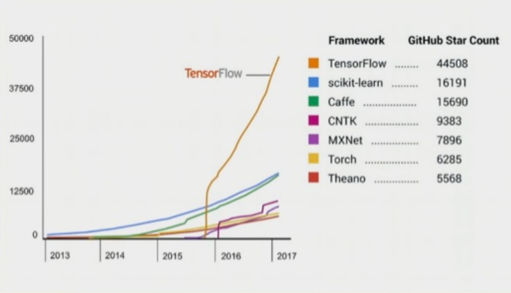 50000
37500
25000
12500
0
2013
2014
2015
2016
2017
TensorFlow
Framework GitHub Star Count
TensorFlow ...... 44508
scikit-learn ...... 16191
Caffe .............. 15690
CNTK .............. 9383
MXNet .............. 7896
Torch .............. 6285
Theano ........... 5568